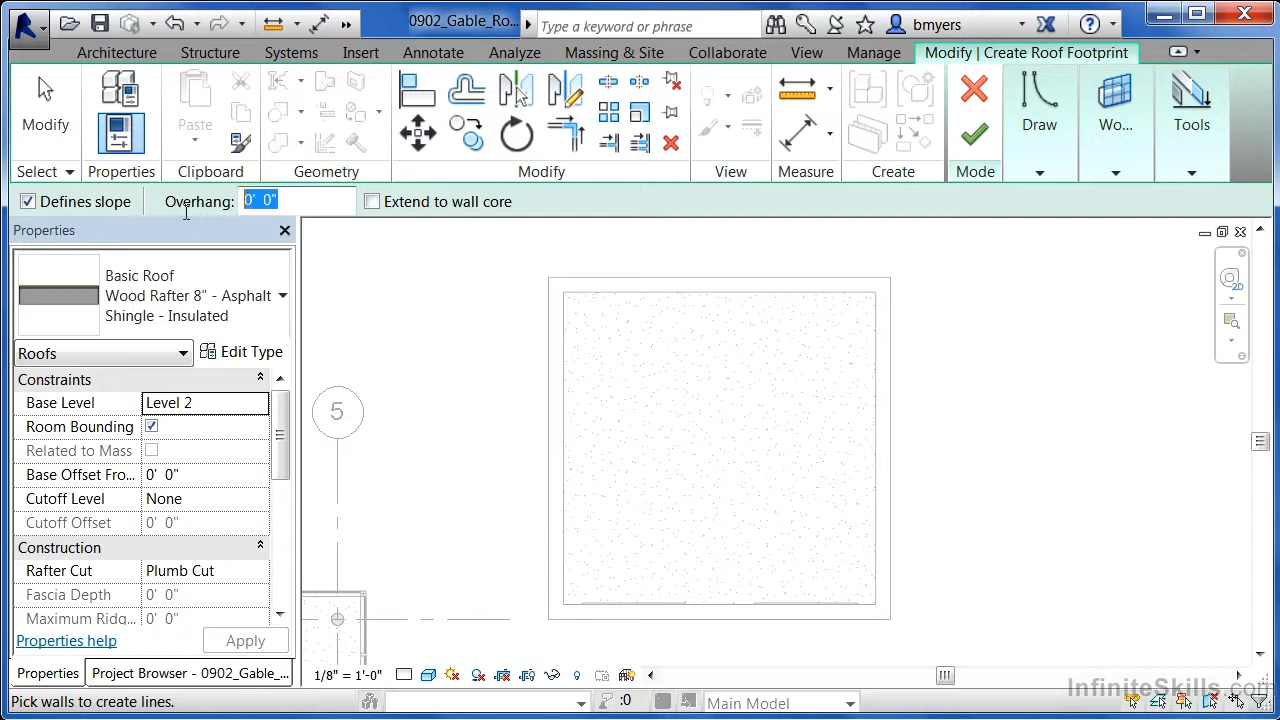 0902_Gable_Ro...
Type a keyword or phrase
bmyers
Architecture Structure Systems Insert Annotate Analyze Massing & Site Collaborate View Manage Modify | Create Roof Footprint
Modify
Paste
Draw
Wo...
Tools
Select
Properties
Clipboard
Geometry
Modify
View
Measure
Create
Mode
Defines slope
Overhang:
0' 0"
Extend to wall core
Properties
Basic Roof
Wood Rafter 8" - Asphalt
Shingle - Insulated
Roofs
Edit Type
Constraints
Base Level Level 2
Room Bounding
Related to Mass
Base Offset Fro... 0' 0"
Cutoff Level None
Cutoff Offset 0' 0"
Construction
Rafter Cut Plumb Cut
Fascia Depth 0' 0"
Maximum Ridg... 0' 0"
Properties help
Apply
Properties
Project Browser - 0902_Gable_...
5
2D
1/8" = 1'-0"
Pick walls to create lines.
:0
Main Model
InfiniteSkills.com